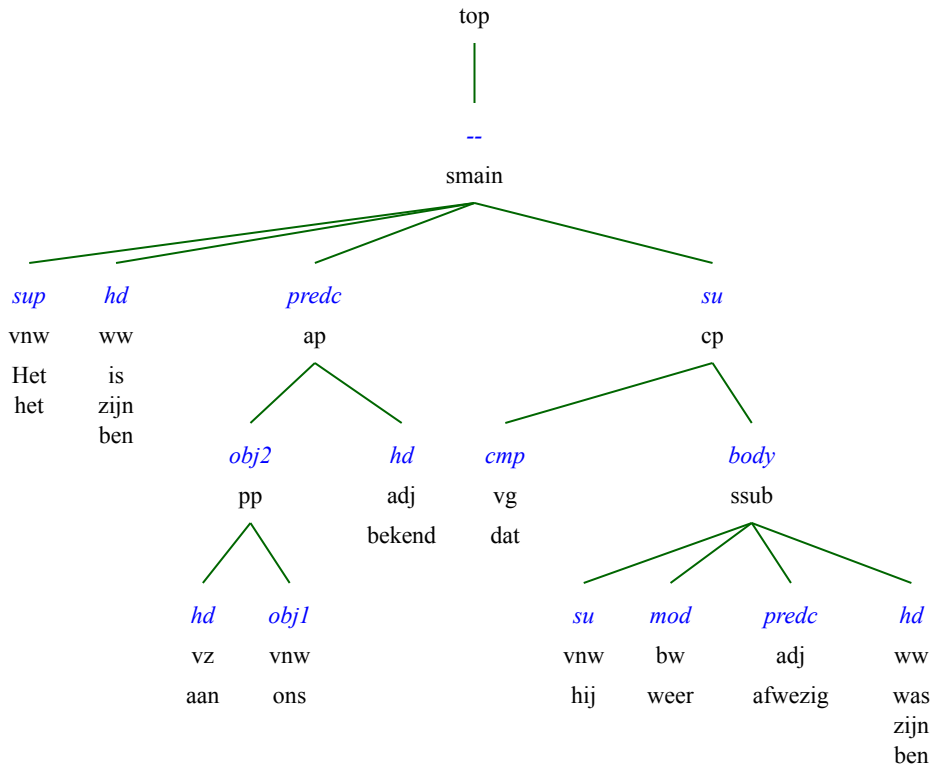 top
--
smain
sup hd predc su
vnw ww ap cp
Het is
het zijn
ben
obj2 hd cmp body
pp adj vg ssub
bekend dat
hd obj1 su mod predc hd
vz vnw vnw bw adj ww
aan ons hij weer afwezig was
zijn
ben